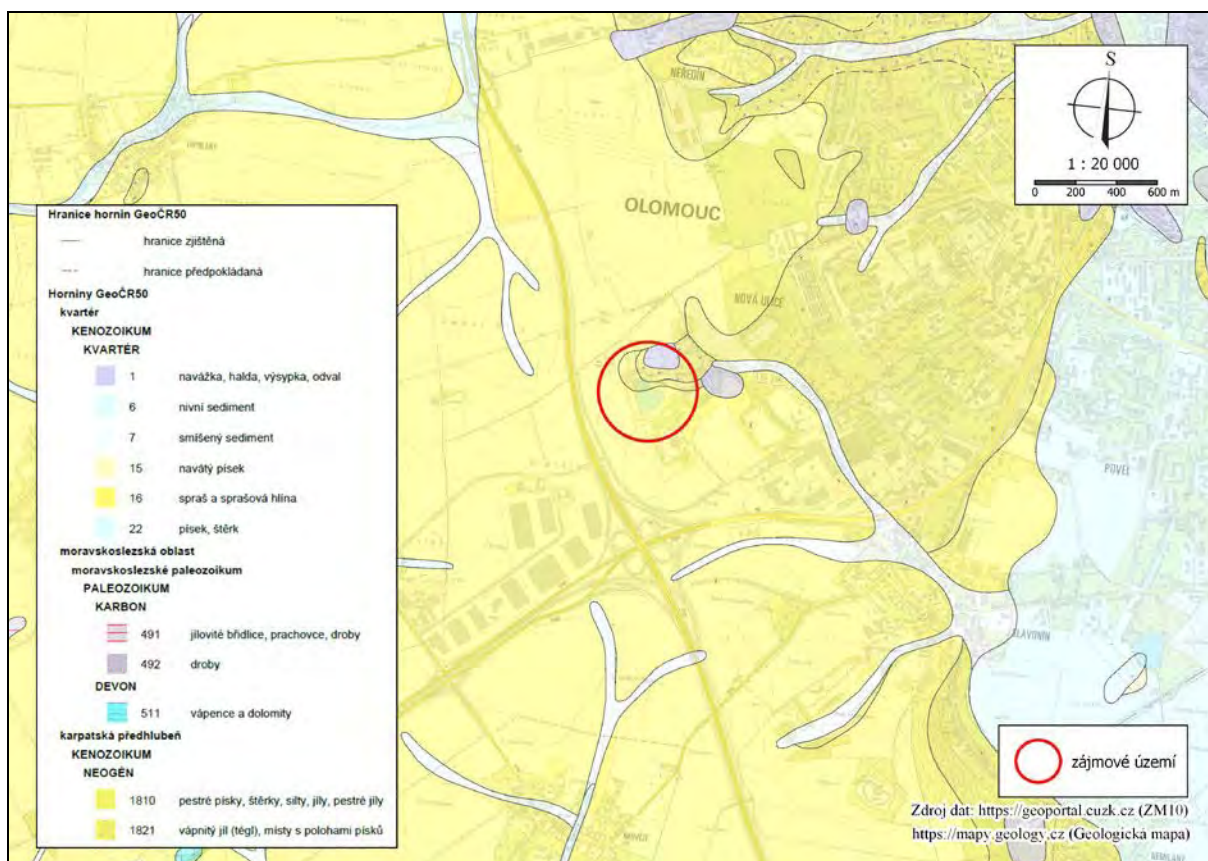 NEŘEDÍN
S
1 : 20 000
0 200 400 600 m
OLOMOUC
Hranice hornin GeoČR50
hranice zjištěná
hranice předpokládaná
Horniny GeoČR50
kvartér
KENOZOIKUM
KVARTÉR
1 navážka, halda, výsypka, odval
6 nivní sediment
7 smíšený sediment
15 navátý písek
16 spraš a sprašová hlína
22 písek, štěrk
moravskoslezská oblast
moravskoslezské paleozoikum
PALEOZOIKUM
KARBON
491 jílovité břidlice, prachovce, droby
492 droby
DEVON
511 vápence a dolomity
karpatská předhlubeň
KENOZOIKUM
NEOGÉN
1810 pestré písky, štěrky, silty, jíly, pestré jíly
1821 vápnitý jíl (tégl), místy s polohami písků
NOVÁ ULICE
POVEL
SLAVONÍN
zájmové území
Zdroj dat: https://geoportal.cuzk.cz (ZM10)
https://mapy.geology.cz (Geologická mapa)